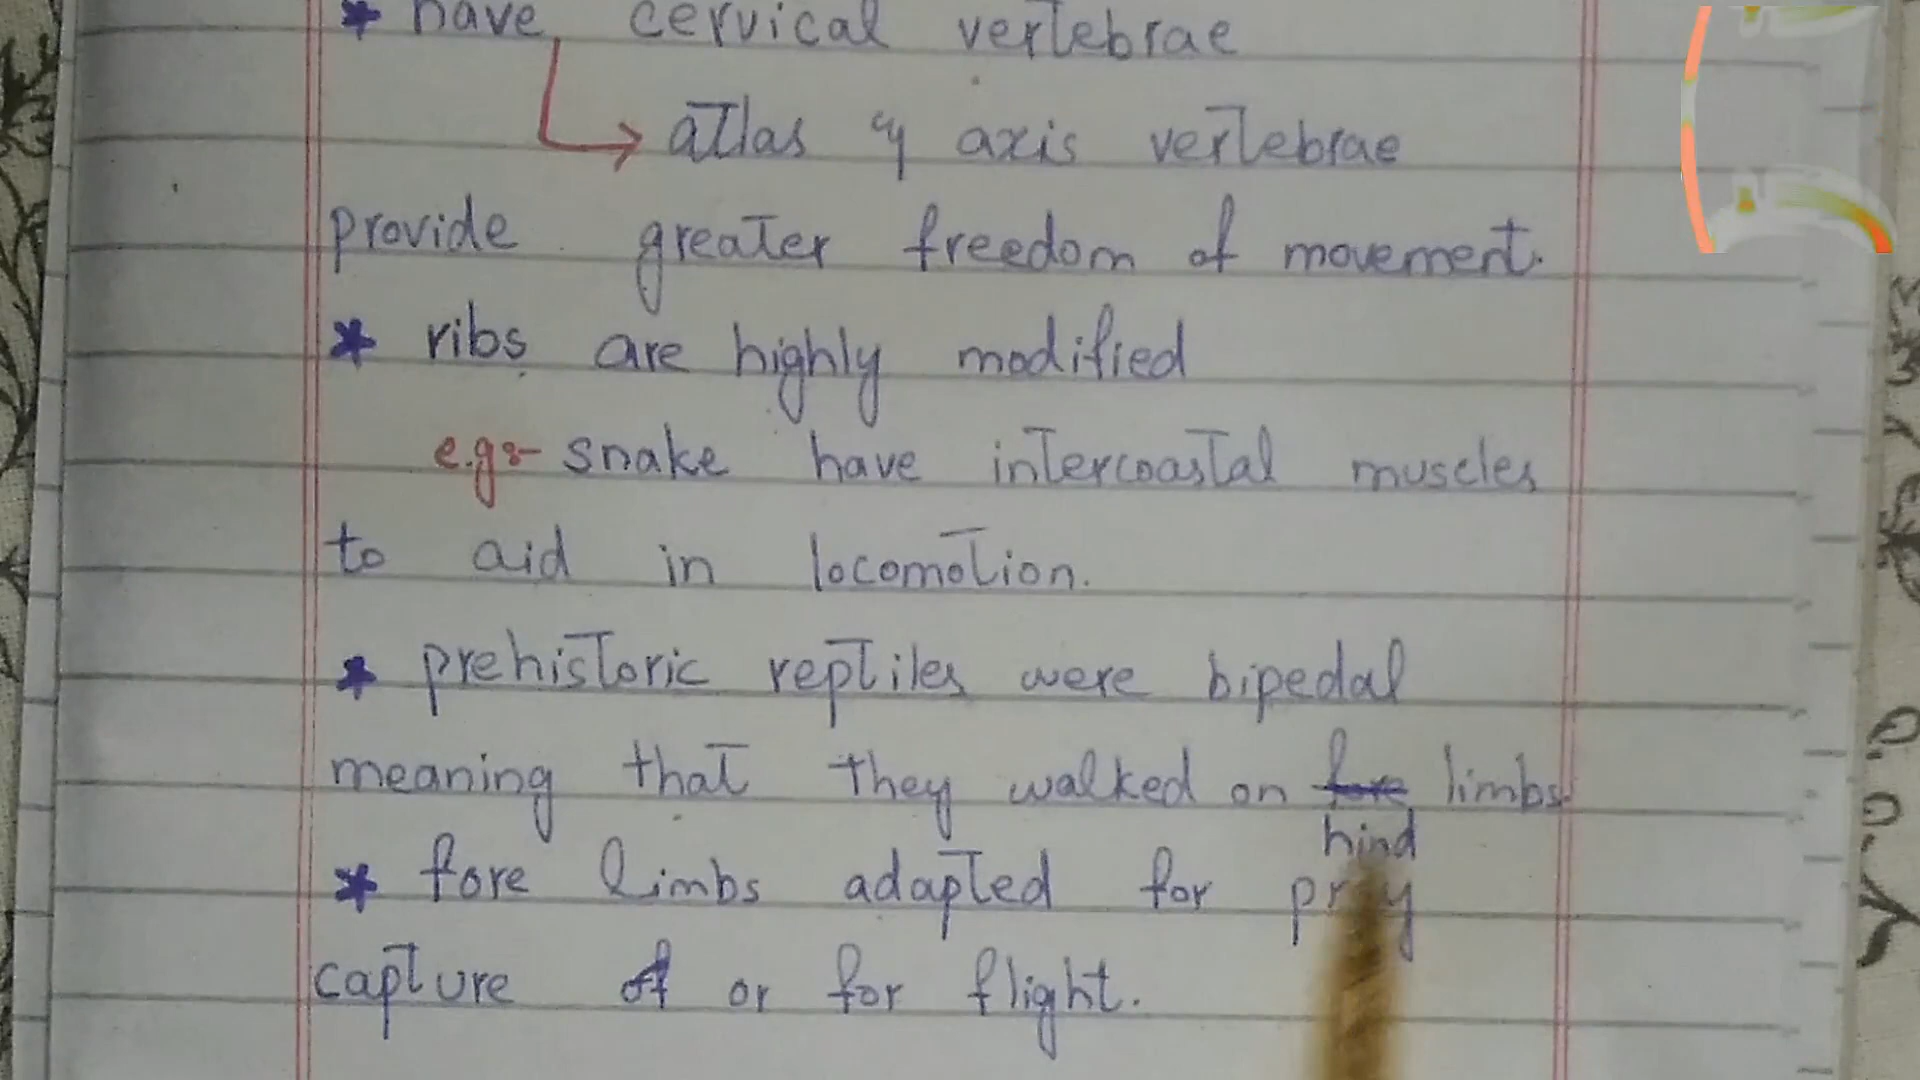 * have cervical vertebrae
atlas & axis vertebrae
provide greater freedom of movement.
* ribs are highly modified
e.g:- snake have intercoastal muscles
to aid in locomotion.
* prehistoric reptiles were bipedal
meaning that they walked on fore limbs
hind
* fore limbs adapted for prey
capture of or for flight.